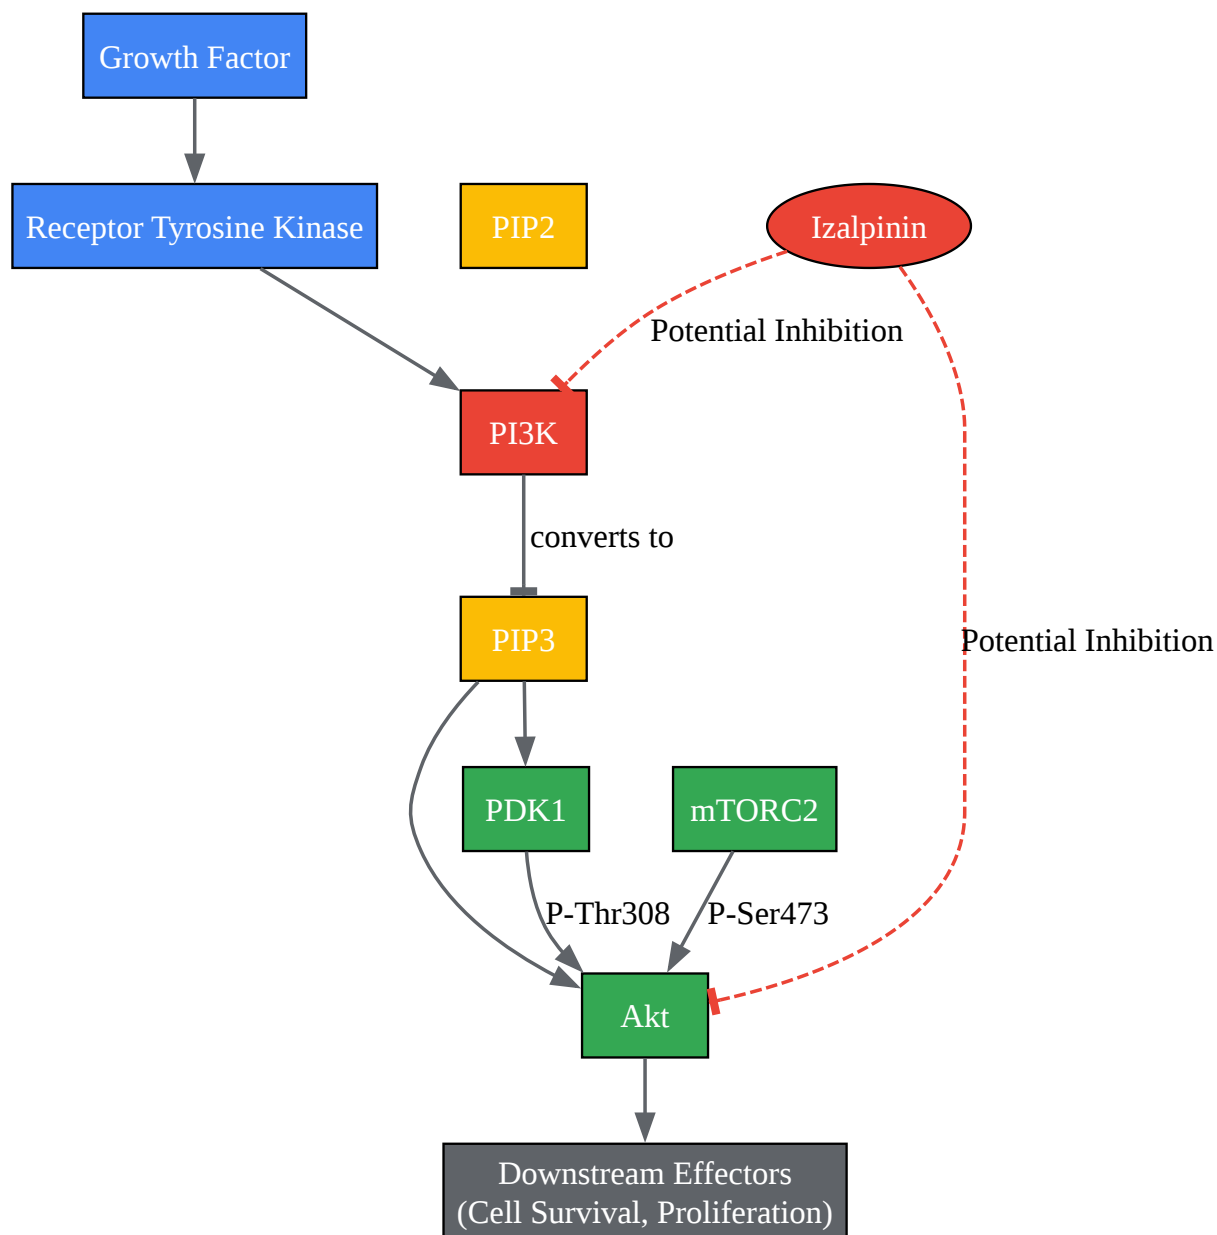 Growth Factor
Receptor Tyrosine Kinase
PIP2
Izalpinin
Potential Inhibition
PI3K
converts to
PIP3
Potential Inhibition
PDK1
mTORC2
P-Thr308
P-Ser473
Akt
Downstream Effectors
(Cell Survival, Proliferation)